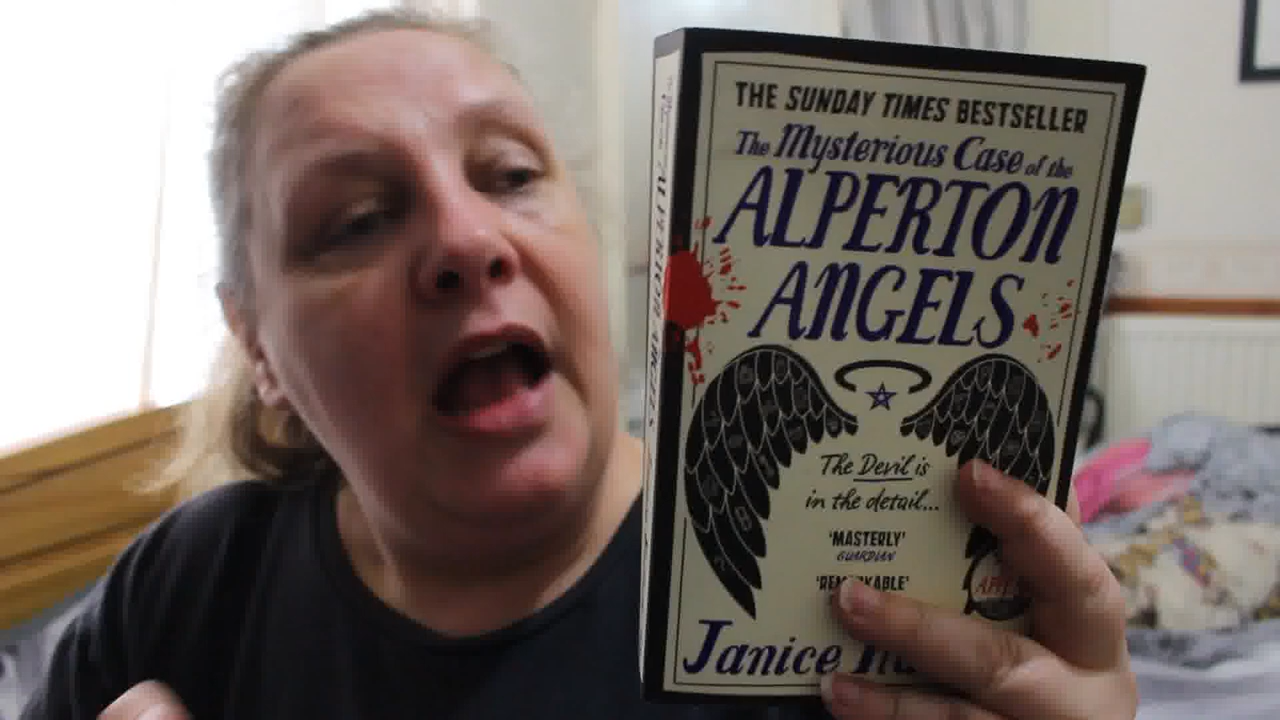 THE SUNDAY TIMES BESTSELLER
The Mysterious Case of the
ALPERTON
ANGELS
The Devil is
in the detail...
'MASTERLY'
GUARDIAN
Janice